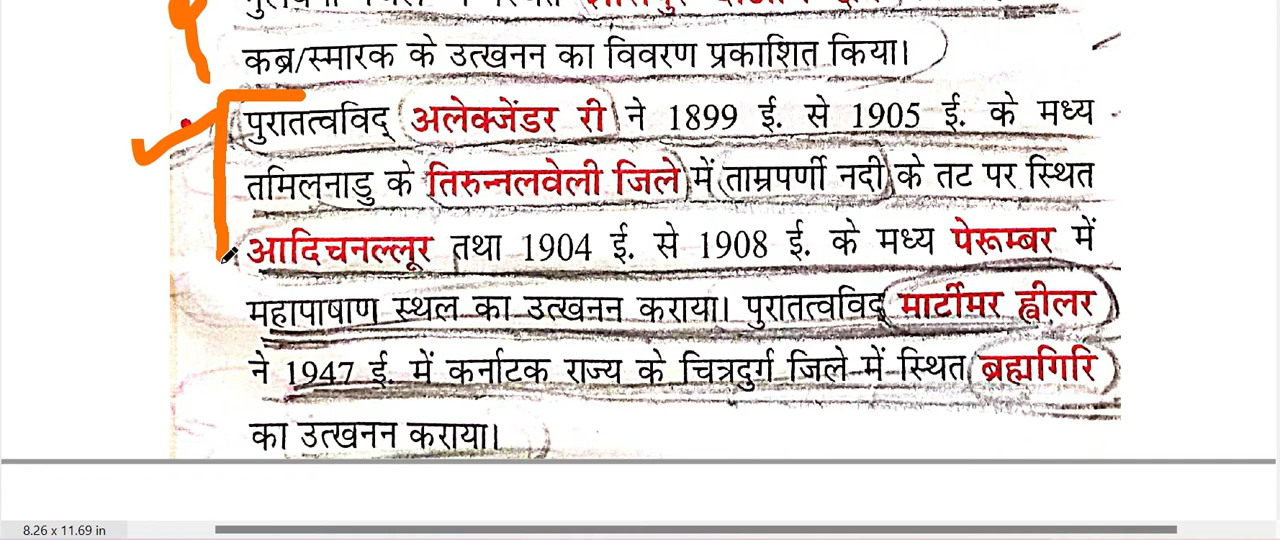 कब्र/स्मारक के उत्खनन का विवरण प्रकाशित किया।
पुरातत्वविद् अलेक्जेंडर री ने 1899 ई. से 1905 ई. के मध्य
तमिलनाडु के तिरुन्नलवेली जिले में ताम्रपर्णी नदी के तट पर स्थित
आदिचनल्लूर तथा 1904 ई. से 1908 ई. के मध्य पेरूम्बर में
महापाषाण स्थल का उत्खनन कराया। पुरातत्वविद् मार्टीमर ह्वीलर
ने 1947 ई. में कर्नाटक राज्य के चित्रदुर्ग जिले में स्थित ब्रह्मगिरि
का उत्खनन कराया।
8.26 x 11.69 in